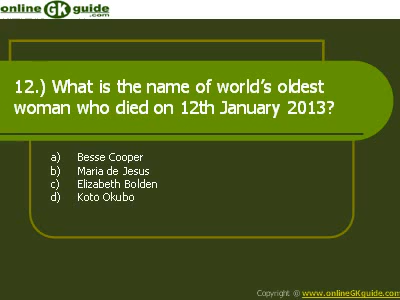 online GK guide
.com
12.) What is the name of world's oldest
woman who died on 12th January 2013?
a) Besse Cooper
b) Maria de Jesus
c) Elizabeth Bolden
d) Koto Okubo
Copyright © www.onlineGKguide.com